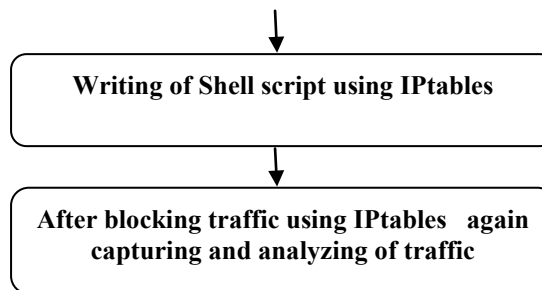 Writing of Shell script using IPtables
After blocking traffic using IPtables again
capturing and analyzing of traffic